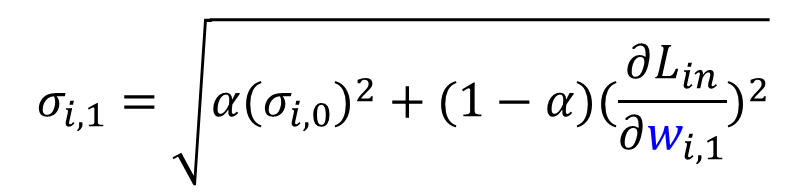 σ_{i,1} = √(α(σ_{i,0})² + (1 − α)(∂L_{in}/∂w_{i,1})²)